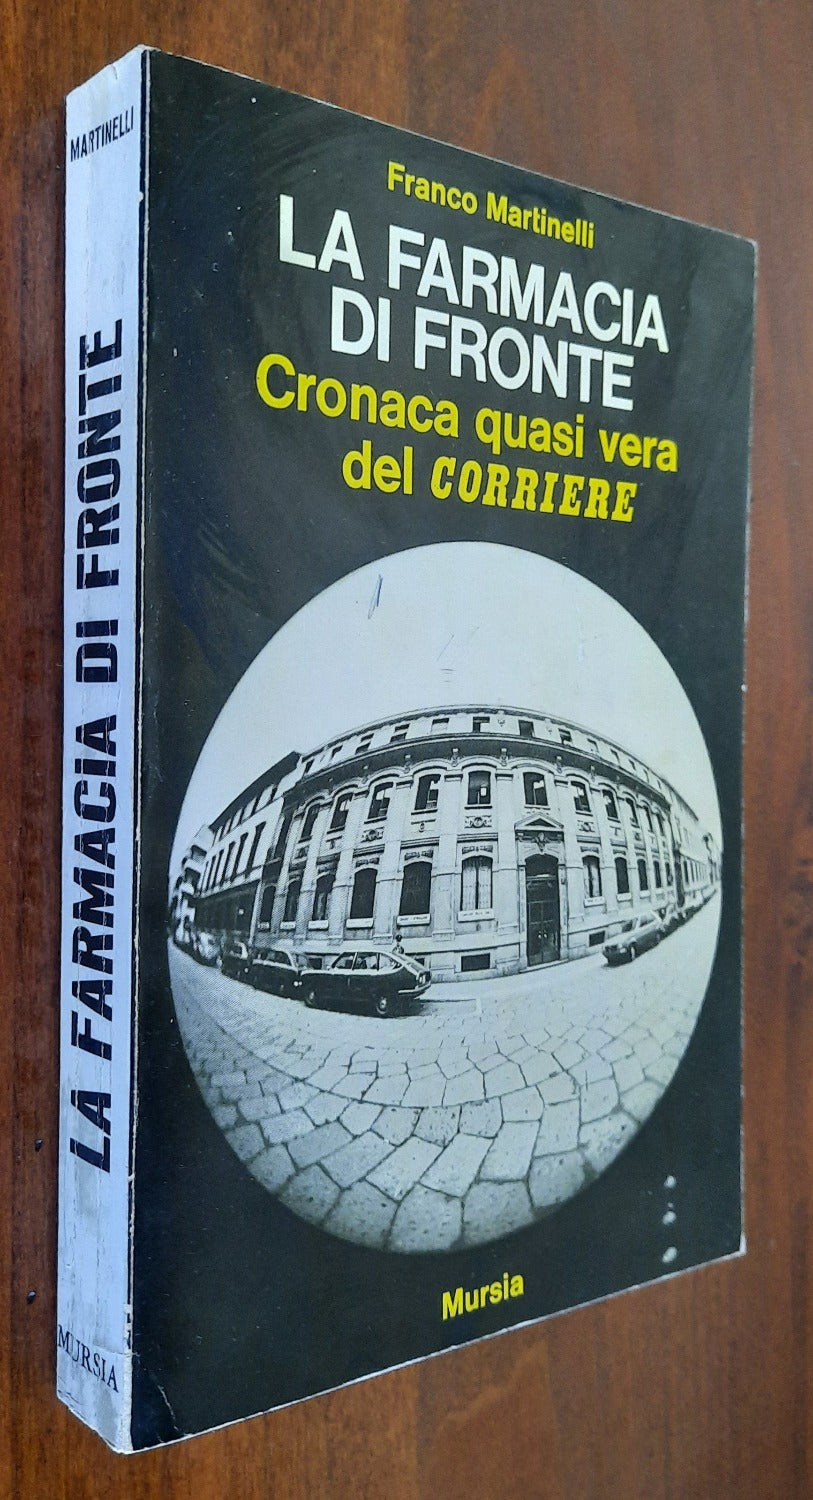 MARTINELLI
LA FARMACIA DI FRONTE
MURSIA
Franco Martinelli
LA FARMACIA
DI FRONTE
Cronaca quasi vera
del CORRIERE
Mursia